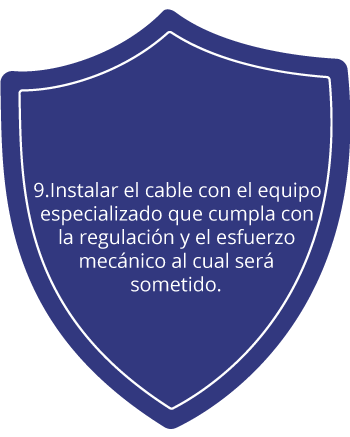 9.Instalar el cable con el equipo
especializado que cumpla con
la regulación y el esfuerzo
mecánico al cual será
sometido.